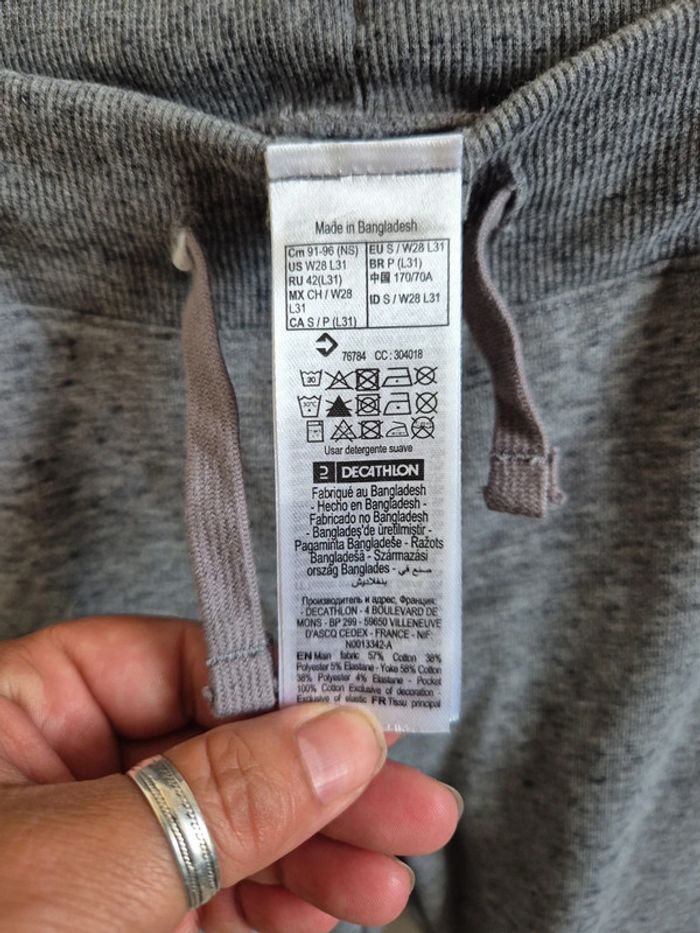 Made in Bangladesh
Cm 91-96 (NS)
US W28 L31
RU 42(L31)
MX CH / W28
L31
CA S / P (L31)
EU S / W28 L31
BR P (L31)
中国 170/70A
ID S / W28 L31
76784 CC : 304018
30
30°C
Usar detergente suave
DECATHLON
Fabriqué au Bangladesh
- Hecho en Bangladesh -
Fabricado no Bangladesh
- Bangladeş'de üretilmiştir -
Pagaminta Bangladeše - Ražots
Bangladešā - Származási
ország Banglades - صنع في
بنغلاديش
Производитель и адрес, Франция:
- DECATHLON - 4 BOULEVARD DE
MONS - BP 299 - 59650 VILLENEUVE
D'ASCQ CEDEX - FRANCE - NIF:
N0013342-A
EN Main fabric 57% Cotton 38%
Polyester 5% Elastane - Yoke 58% Cotton
38% Polyester 4% Elastane - Pocket
100% Cotton Exclusive of decoration
Exclusive of elastic FR Tissu principal